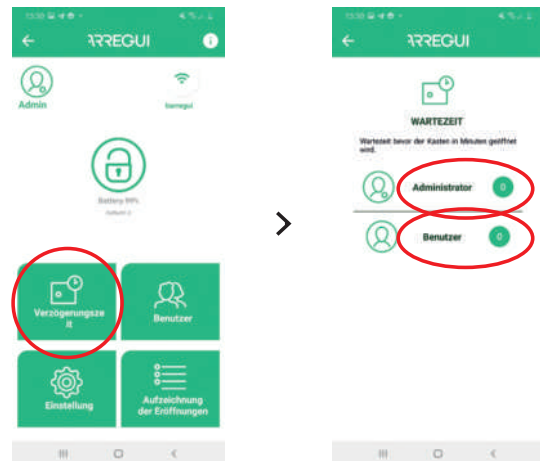 ARREGUI
Admin
barregui
Battery 99%
Verzögerungsze
it
Benutzer
Einstellung
Aufzeichnung
der Eröffnungen
>
ARREGUI
WARTEZEIT
Wartezeit bevor der Kasten in Minuten geöffnet
wird.
Administrator 0
Benutzer 0